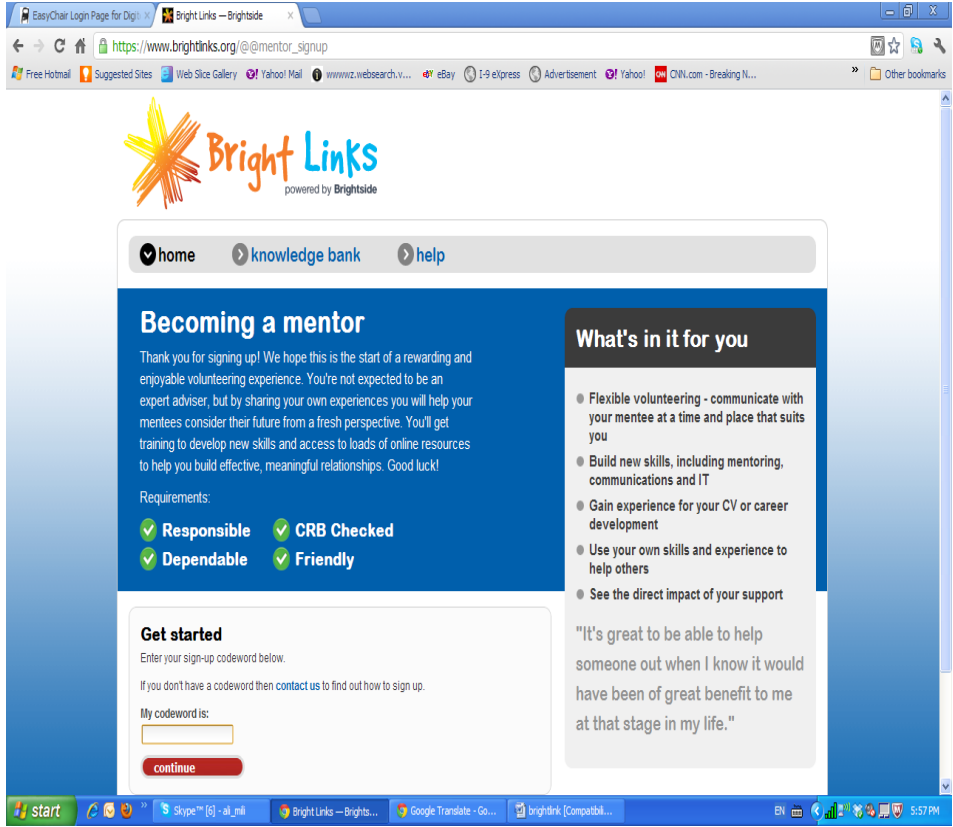 EasyChair Login Page for Digit
Bright Links — Brightside
https://www.brightlinks.org/@@mentor_signup
Free Hotmail
Suggested Sites
Web Slice Gallery
Yahoo! Mail
wwwwz.websearch.v...
eBay
I-9 eXpress
Advertisement
Yahoo!
CNN.com - Breaking N...
»
Other bookmarks
Bright Links
powered by Brightside
home
knowledge bank
help
Becoming a mentor
Thank you for signing up! We hope this is the start of a rewarding and
enjoyable volunteering experience. You're not expected to be an
expert adviser, but by sharing your own experiences you will help your
mentees consider their future from a fresh perspective. You'll get
training to develop new skills and access to loads of online resources
to help you build effective, meaningful relationships. Good luck!
Requirements:
Responsible
CRB Checked
Dependable
Friendly
What's in it for you
Flexible volunteering - communicate with
your mentee at a time and place that suits
you
Build new skills, including mentoring,
communications and IT
Gain experience for your CV or career
development
Use your own skills and experience to
help others
See the direct impact of your support
"It's great to be able to help
someone out when I know it would
have been of great benefit to me
at that stage in my life."
Get started
Enter your sign-up codeword below.
If you don't have a codeword then contact us to find out how to sign up.
My codeword is:
continue
start
»
Skype™ [6] - ali_mli
Bright Links — Brights...
Google Translate - Go...
brightlink [Compatibili...
EN
5:57 PM